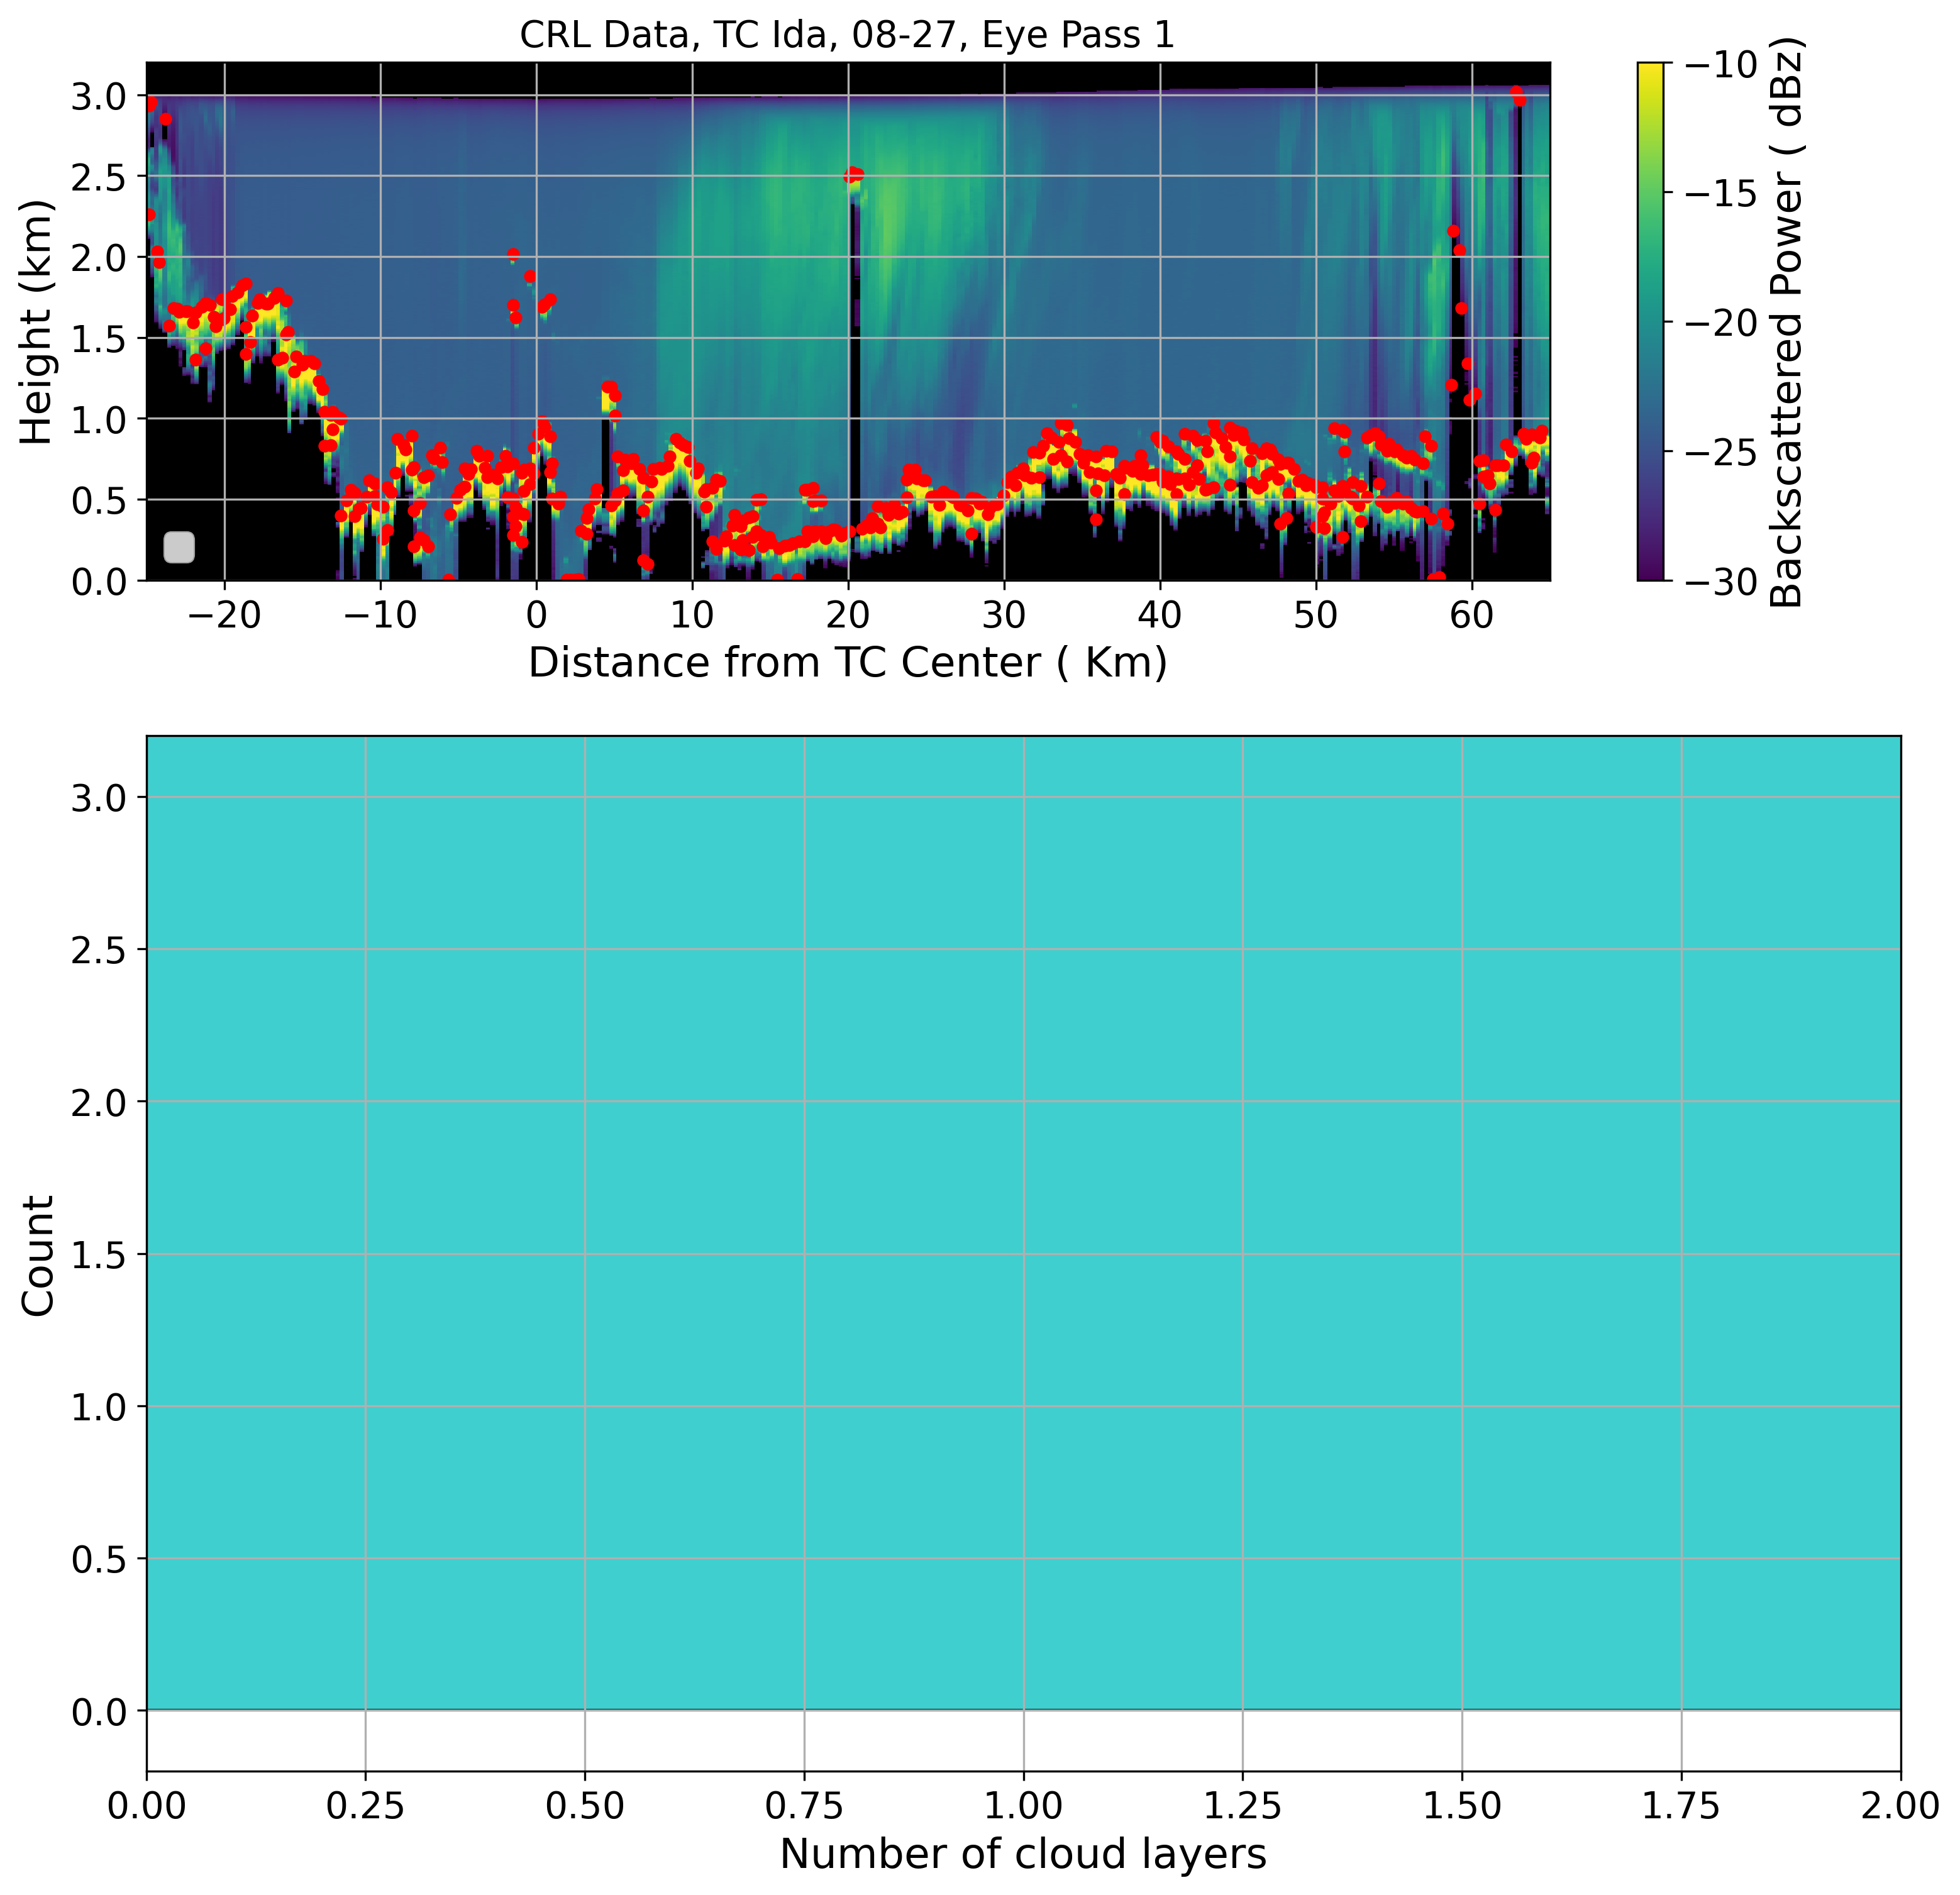 CRL Data, TC Ida, 08-27, Eye Pass 1
Height (km)
3.0
2.5
2.0
1.5
1.0
0.5
0.0
−20 −10 0 10 20 30 40 50 60
Distance from TC Center ( Km)
−10
−15
−20
−25
−30
Backscattered Power ( dBz)
Count
3.0
2.5
2.0
1.5
1.0
0.5
0.0
0.00 0.25 0.50 0.75 1.00 1.25 1.50 1.75 2.00
Number of cloud layers